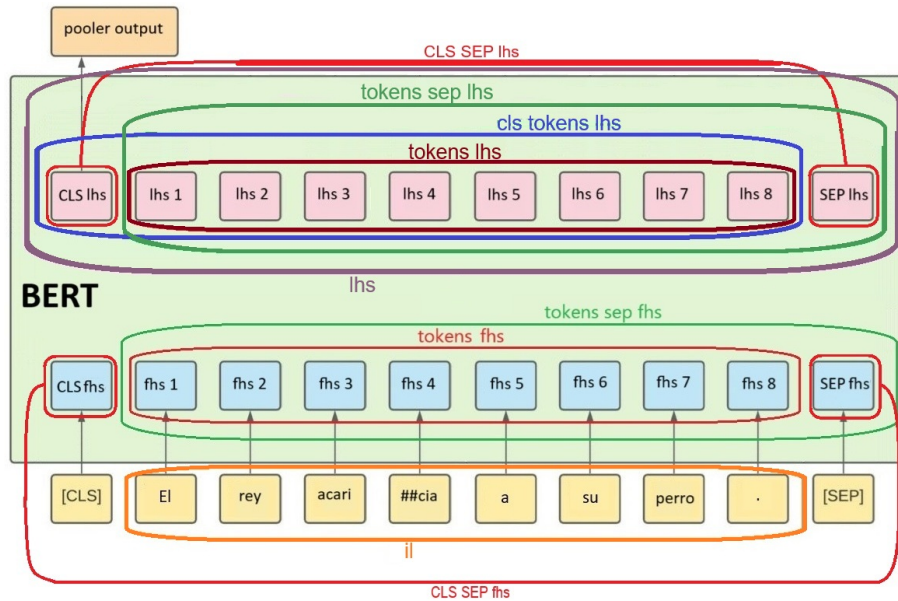 pooler output
CLS SEP lhs
tokens sep lhs
cls tokens lhs
tokens lhs
CLS lhs lhs 1 lhs 2 lhs 3 lhs 4 lhs 5 lhs 6 lhs 7 lhs 8 SEP lhs
lhs
BERT
tokens sep fhs
tokens fhs
CLS fhs fhs 1 fhs 2 fhs 3 fhs 4 fhs 5 fhs 6 fhs 7 fhs 8 SEP fhs
[CLS] El rey acari ##cia a su perro . [SEP]
il
CLS SEP fhs